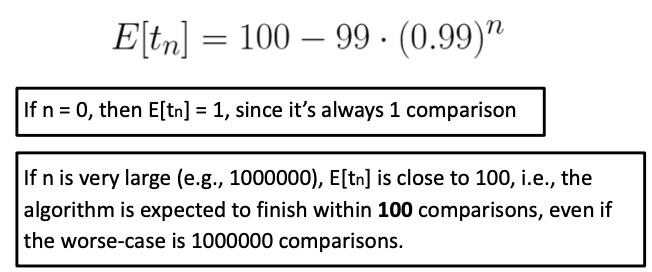 E[tₙ] = 100 − 99 · (0.99)ⁿ
If n = 0, then E[tn] = 1, since it's always 1 comparison
If n is very large (e.g., 1000000), E[tn] is close to 100, i.e., the
algorithm is expected to finish within 100 comparisons, even if
the worse-case is 1000000 comparisons.